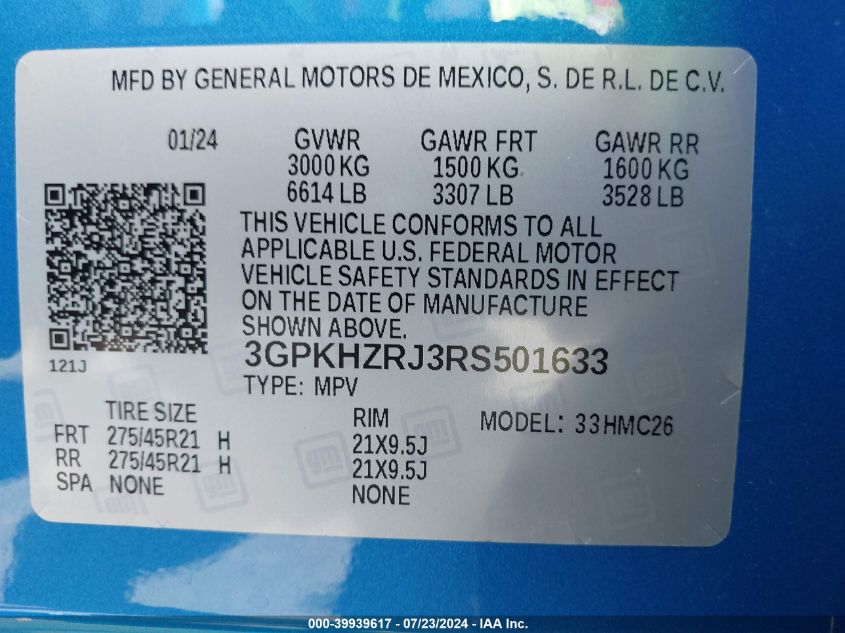 MFD BY GENERAL MOTORS DE MEXICO, S. DE R.L. DE C.V.
01/24 GVWR GAWR FRT GAWR RR
3000 KG 1500 KG 1600 KG
6614 LB 3307 LB 3528 LB
THIS VEHICLE CONFORMS TO ALL
APPLICABLE U.S. FEDERAL MOTOR
VEHICLE SAFETY STANDARDS IN EFFECT
ON THE DATE OF MANUFACTURE
SHOWN ABOVE.
121J
3GPKHZRJ3RS501633
TYPE: MPV
TIRE SIZE RIM MODEL: 33HMC26
FRT 275/45R21 H 21X9.5J
RR 275/45R21 H 21X9.5J
SPA NONE NONE
gm
000-39939617 - 07/23/2024 - IAA Inc.